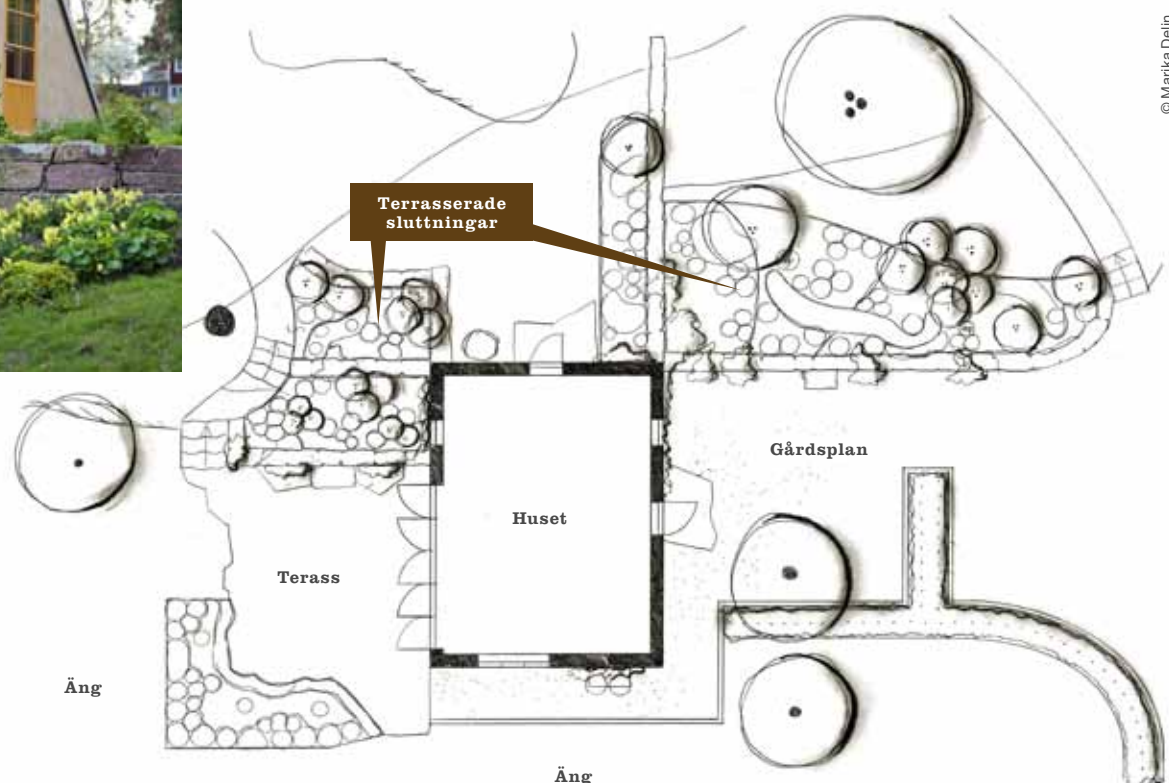 © Marika Delin
Terrasserade
sluttningar
Gårdsplan
Huset
Terass
Äng
Äng